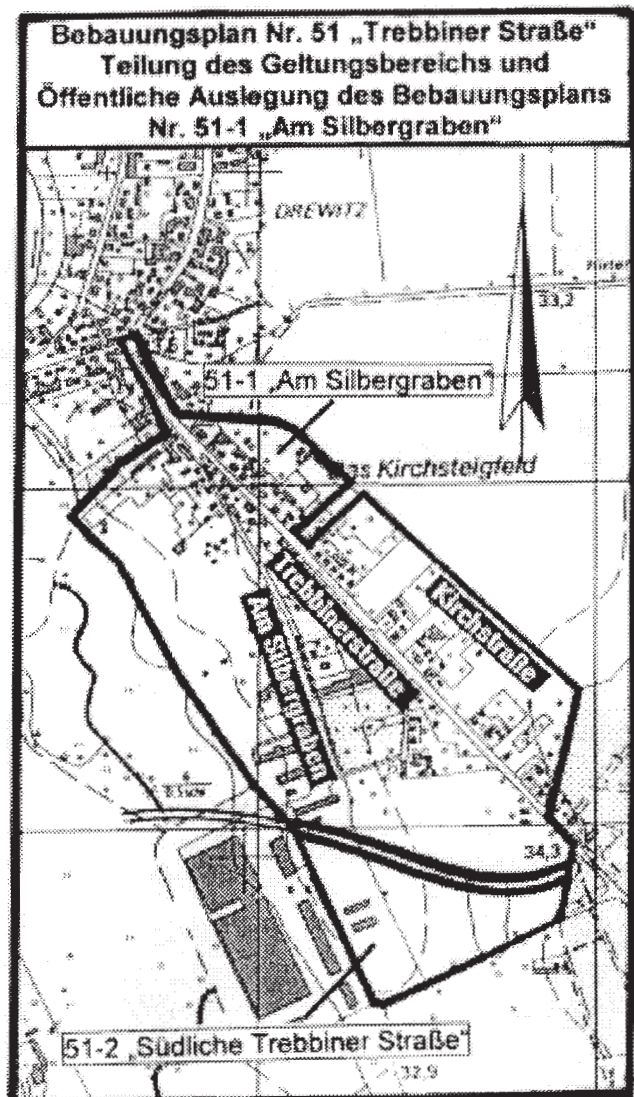 Bebauungsplan Nr. 51 „Trebbiner Straße“
Teilung des Geltungsbereichs und
Öffentliche Auslegung des Bebauungsplans
Nr. 51-1 „Am Silbergraben“
DREWITZ
33,2
51-1 „Am Silbergraben“
Kirchsteigfeld
Trebbinerstraße
Kirchstraße
Am Silbergraben
34,3
51-2 „Südliche Trebbiner Straße“
32,9